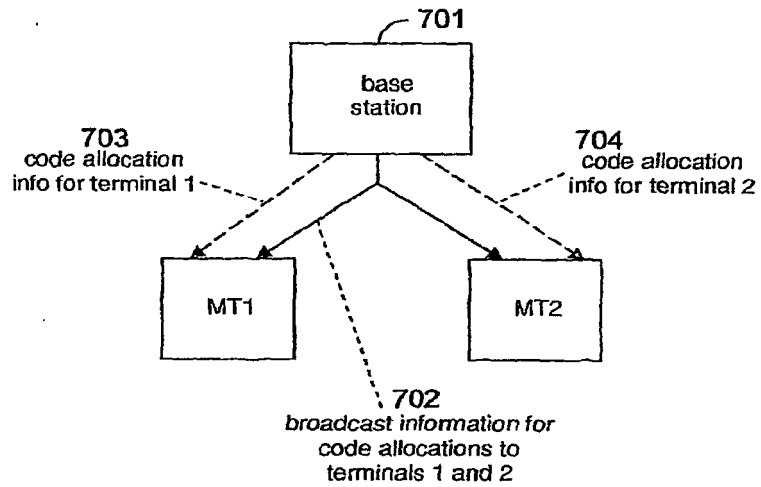 701
base
station
703
code allocation
info for terminal 1
704
code allocation
info for terminal 2
MT1
MT2
702
broadcast information for
code allocations to
terminals 1 and 2